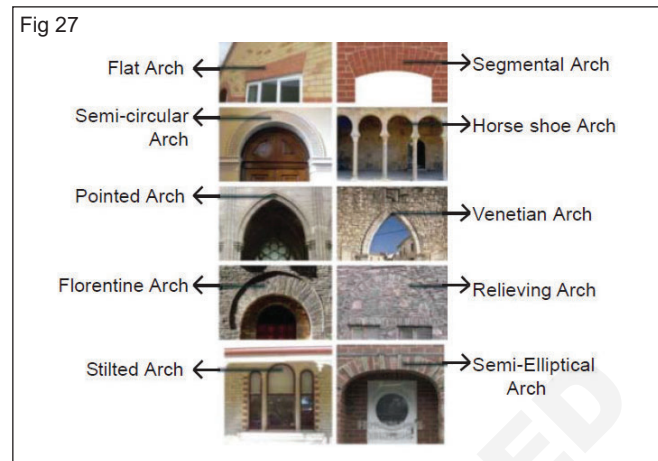 Fig 27
Flat Arch
Segmental Arch
Semi-circular
Arch
Horse shoe Arch
Pointed Arch
Venetian Arch
Florentine Arch
Relieving Arch
Stilted Arch
Semi-Elliptical
Arch